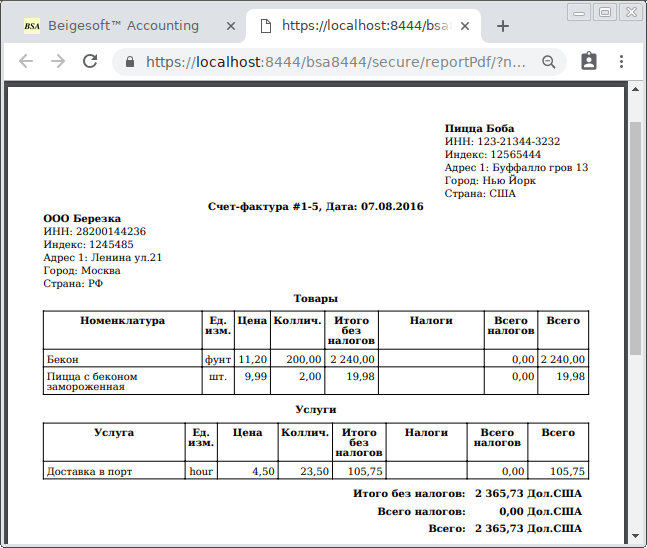 BSA Beigesoft™ Accounting
https://localhost:8444/bsa
https://localhost:8444/bsa8444/secure/reportPdf/?n...
Пицца Боба
ИНН: 123-21344-3232
Индекс: 12565444
Адрес 1: Буффалло гров 13
Город: Нью Йорк
Страна: США
Счет-фактура #1-5, Дата: 07.08.2016
ООО Березка
ИНН: 28200144236
Индекс: 1245485
Адрес 1: Ленина ул.21
Город: Москва
Страна: РФ
Товары
Номенклатура Ед. изм. Цена Коллич. Итого без налогов Налоги Всего налогов Всего
Бекон фунт 11,20 200,00 2 240,00 0,00 2 240,00
Пицца с беконом замороженная шт. 9,99 2,00 19,98 0,00 19,98
Услуги
Услуга Ед. изм. Цена Коллич. Итого без налогов Налоги Всего налогов Всего
Доставка в порт hour 4,50 23,50 105,75 0,00 105,75
Итого без налогов: 2 365,73 Дол.США
Всего налогов: 0,00 Дол.США
Всего: 2 365,73 Дол.США